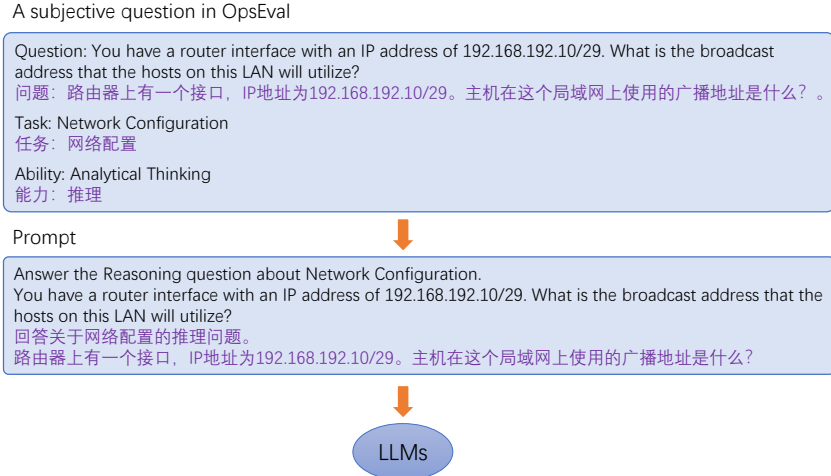 A subjective question in OpsEval
Question: You have a router interface with an IP address of 192.168.192.10/29. What is the broadcast
address that the hosts on this LAN will utilize?
问题：路由器上有一个接口，IP地址为192.168.192.10/29。主机在这个局域网上使用的广播地址是什么？。
Task: Network Configuration
任务：网络配置
Ability: Analytical Thinking
能力：推理
Prompt
Answer the Reasoning question about Network Configuration.
You have a router interface with an IP address of 192.168.192.10/29. What is the broadcast address that the
hosts on this LAN will utilize?
回答关于网络配置的推理问题。
路由器上有一个接口，IP地址为192.168.192.10/29。主机在这个局域网上使用的广播地址是什么?
LLMs